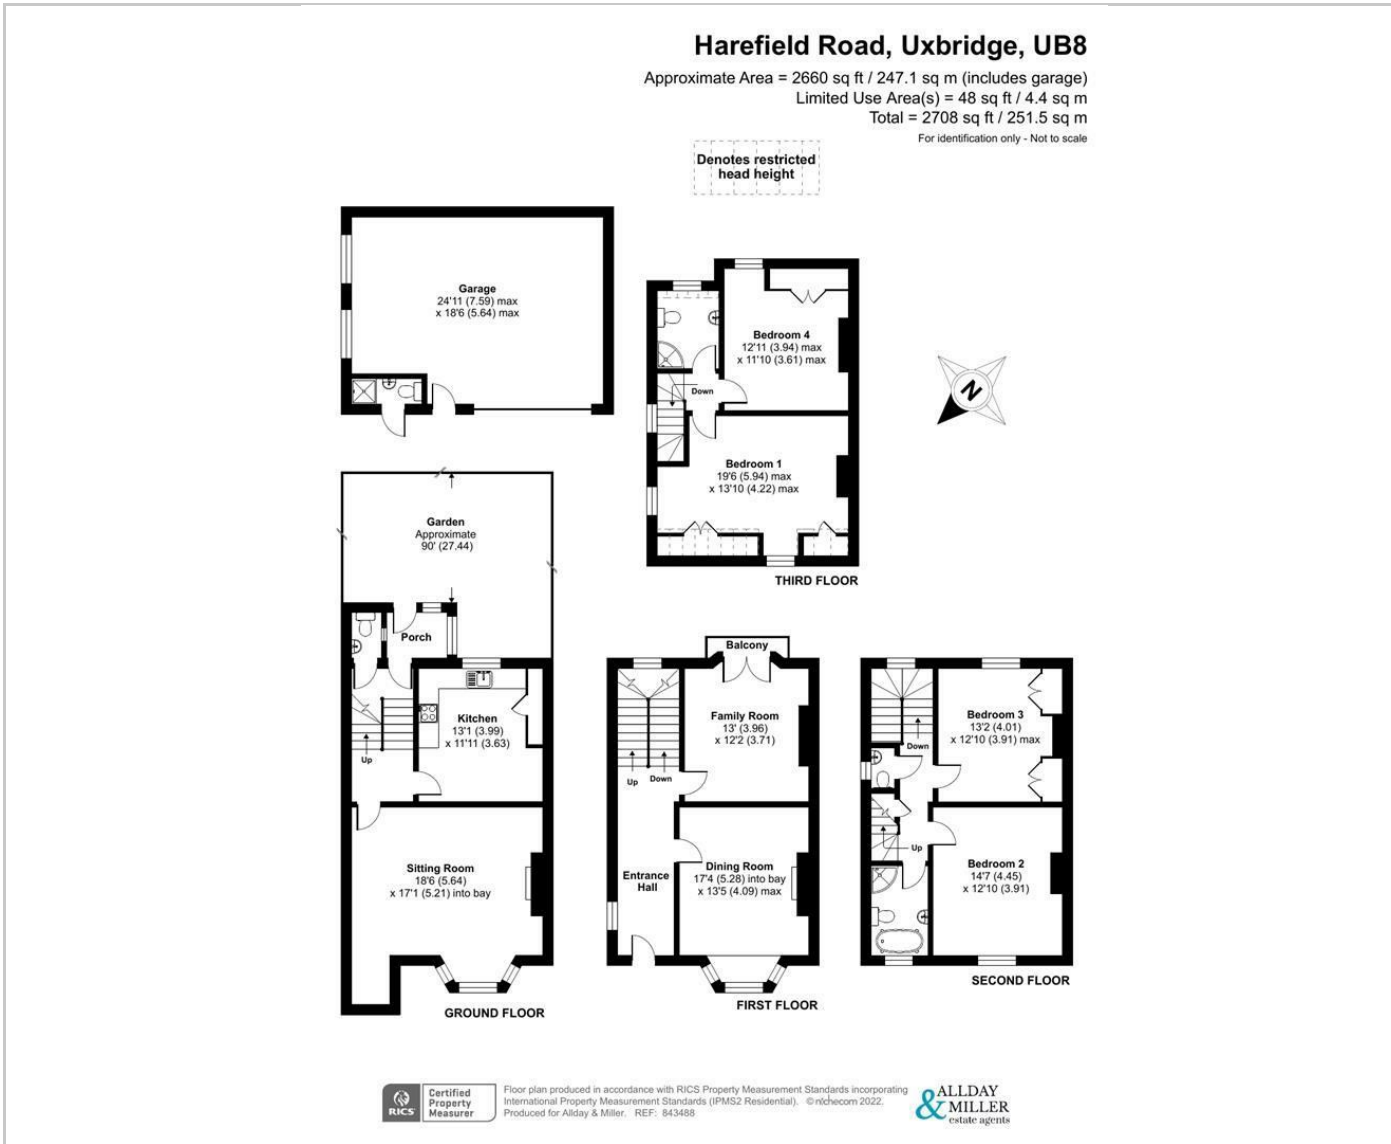 Harefield Road, Uxbridge, UB8
Approximate Area = 2660 sq ft / 247.1 sq m (includes garage)
Limited Use Area(s) = 48 sq ft / 4.4 sq m
Total = 2708 sq ft / 251.5 sq m
For identification only - Not to scale
Denotes restricted
head height
Garage
24'11 (7.59) max
x 18'6 (5.64) max
Bedroom 4
12'11 (3.94) max
x 11'10 (3.61) max
Down
Bedroom 1
19'6 (5.94) max
x 13'10 (4.22) max
THIRD FLOOR
N
Garden
Approximate
90' (27.44)
Porch
Kitchen
13'1 (3.99)
x 11'11 (3.63)
Up
Sitting Room
18'6 (5.64)
x 17'1 (5.21) into bay
GROUND FLOOR
Balcony
Family Room
13' (3.96)
x 12'2 (3.71)
Up
Down
Dining Room
17'4 (5.28) into bay
x 13'5 (4.09) max
Entrance
Hall
FIRST FLOOR
Bedroom 3
13'2 (4.01)
x 12'10 (3.91) max
Down
Up
Bedroom 2
14'7 (4.45)
x 12'10 (3.91)
SECOND FLOOR
RICS
Certified
Property
Measurer
Floor plan produced in accordance with RICS Property Measurement Standards incorporating
International Property Measurement Standards (IPMS2 Residential). ©nichecom 2022.
Produced for Allday & Miller. REF: 843488
ALLDAY
& MILLER
estate agents